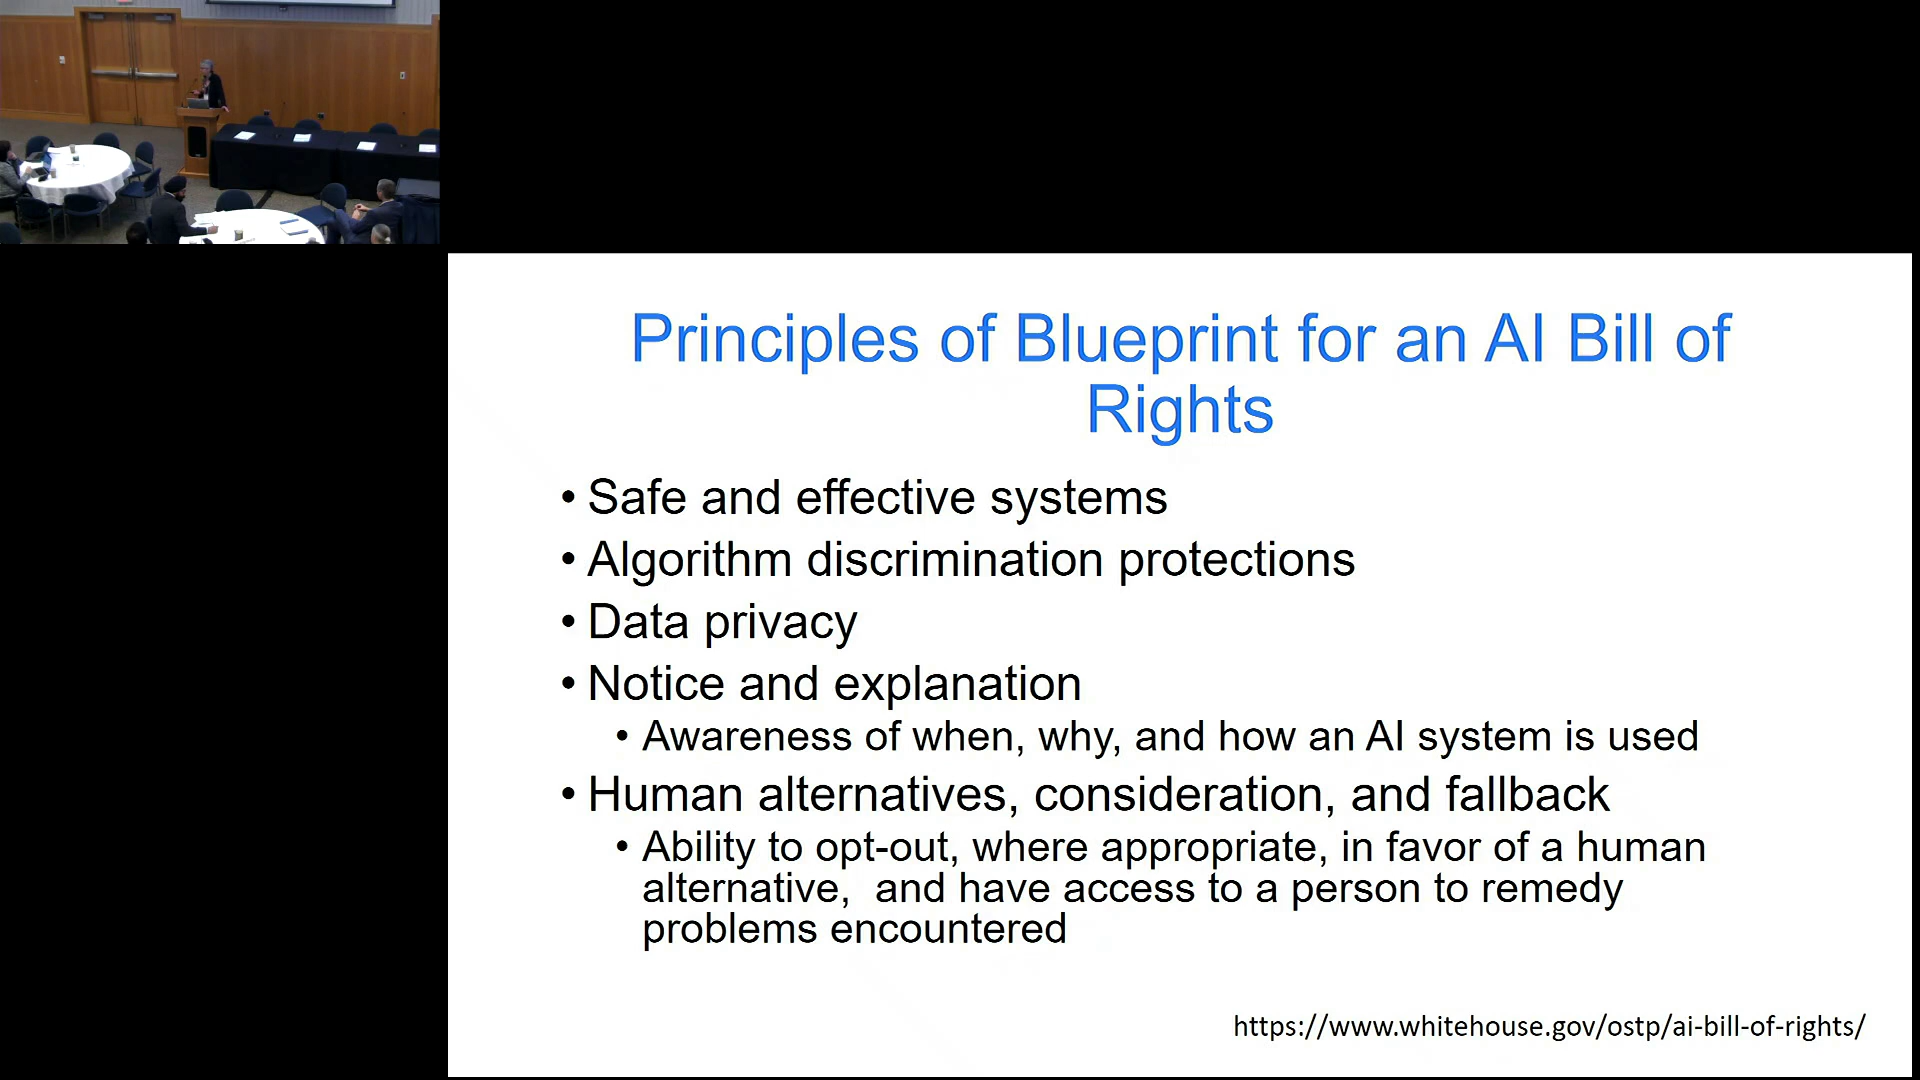 Principles of Blueprint for an AI Bill of
Rights
• Safe and effective systems
• Algorithm discrimination protections
• Data privacy
• Notice and explanation
• Awareness of when, why, and how an AI system is used
• Human alternatives, consideration, and fallback
• Ability to opt-out, where appropriate, in favor of a human
alternative,  and have access to a person to remedy
problems encountered
https://www.whitehouse.gov/ostp/ai-bill-of-rights/